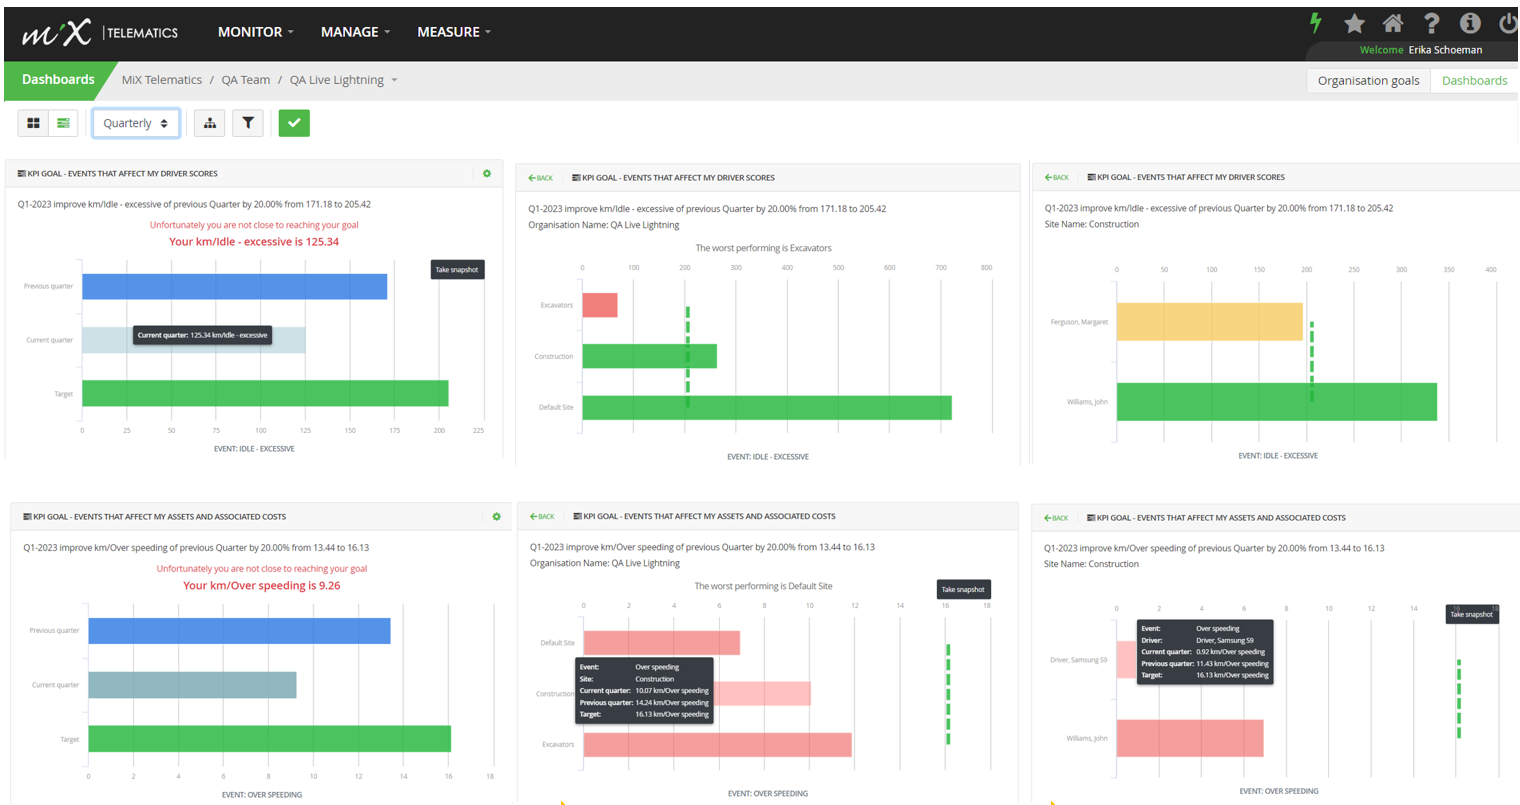 miX TELEMATICS
MONITOR MANAGE MEASURE
Welcome Erika Schoeman
Dashboards MiX Telematics / QA Team / QA Live Lightning
Organisation goals Dashboards
Quarterly
KPI GOAL - EVENTS THAT AFFECT MY DRIVER SCORES
Q1-2023 improve km/Idle - excessive of previous Quarter by 20.00% from 171.18 to 205.42
Unfortunately you are not close to reaching your goal
Your km/Idle - excessive is 125.34
Take snapshot
Previous quarter
Current quarter
Current quarter: 125.34 km/Idle - excessive
Target
0 25 50 75 100 125 150 175 200 225
EVENT: IDLE - EXCESSIVE
BACK KPI GOAL - EVENTS THAT AFFECT MY DRIVER SCORES
Q1-2023 improve km/Idle - excessive of previous Quarter by 20.00% from 171.18 to 205.42
Organisation Name: QA Live Lightning
The worst performing is Excavators
0 100 200 300 400 500 600 700 800
Excavators
Construction
Default Site
EVENT: IDLE - EXCESSIVE
BACK KPI GOAL - EVENTS THAT AFFECT MY DRIVER SCORES
Q1-2023 improve km/Idle - excessive of previous Quarter by 20.00% from 171.18 to 205.42
Site Name: Construction
0 50 100 150 200 250 300 350 400
Ferguson, Margaret
Williams, John
EVENT: IDLE - EXCESSIVE
KPI GOAL - EVENTS THAT AFFECT MY ASSETS AND ASSOCIATED COSTS
Q1-2023 improve km/Over speeding of previous Quarter by 20.00% from 13.44 to 16.13
Unfortunately you are not close to reaching your goal
Your km/Over speeding is 9.26
Previous quarter
Current quarter
Target
0 2 4 6 8 10 12 14 16 18
EVENT: OVER SPEEDING
BACK KPI GOAL - EVENTS THAT AFFECT MY ASSETS AND ASSOCIATED COSTS
Q1-2023 improve km/Over speeding of previous Quarter by 20.00% from 13.44 to 16.13
Organisation Name: QA Live Lightning
The worst performing is Default Site
Take snapshot
0 2 4 6 8 10 12 14 16 18
Default Site
Event: Over speeding
Site: Construction
Current quarter: 10.07 km/Over speeding
Previous quarter: 14.24 km/Over speeding
Target: 16.13 km/Over speeding
Construction
Excavators
EVENT: OVER SPEEDING
BACK KPI GOAL - EVENTS THAT AFFECT MY ASSETS AND ASSOCIATED COSTS
Q1-2023 improve km/Over speeding of previous Quarter by 20.00% from 13.44 to 16.13
Site Name: Construction
0 2 4 6 8 10 12 14 16 18
Take snapshot
Event: Over speeding
Driver: Driver, Samsung S9
Current quarter: 0.92 km/Over speeding
Previous quarter: 11.43 km/Over speeding
Target: 16.13 km/Over speeding
Driver, Samsung S9
Williams, John
EVENT: OVER SPEEDING